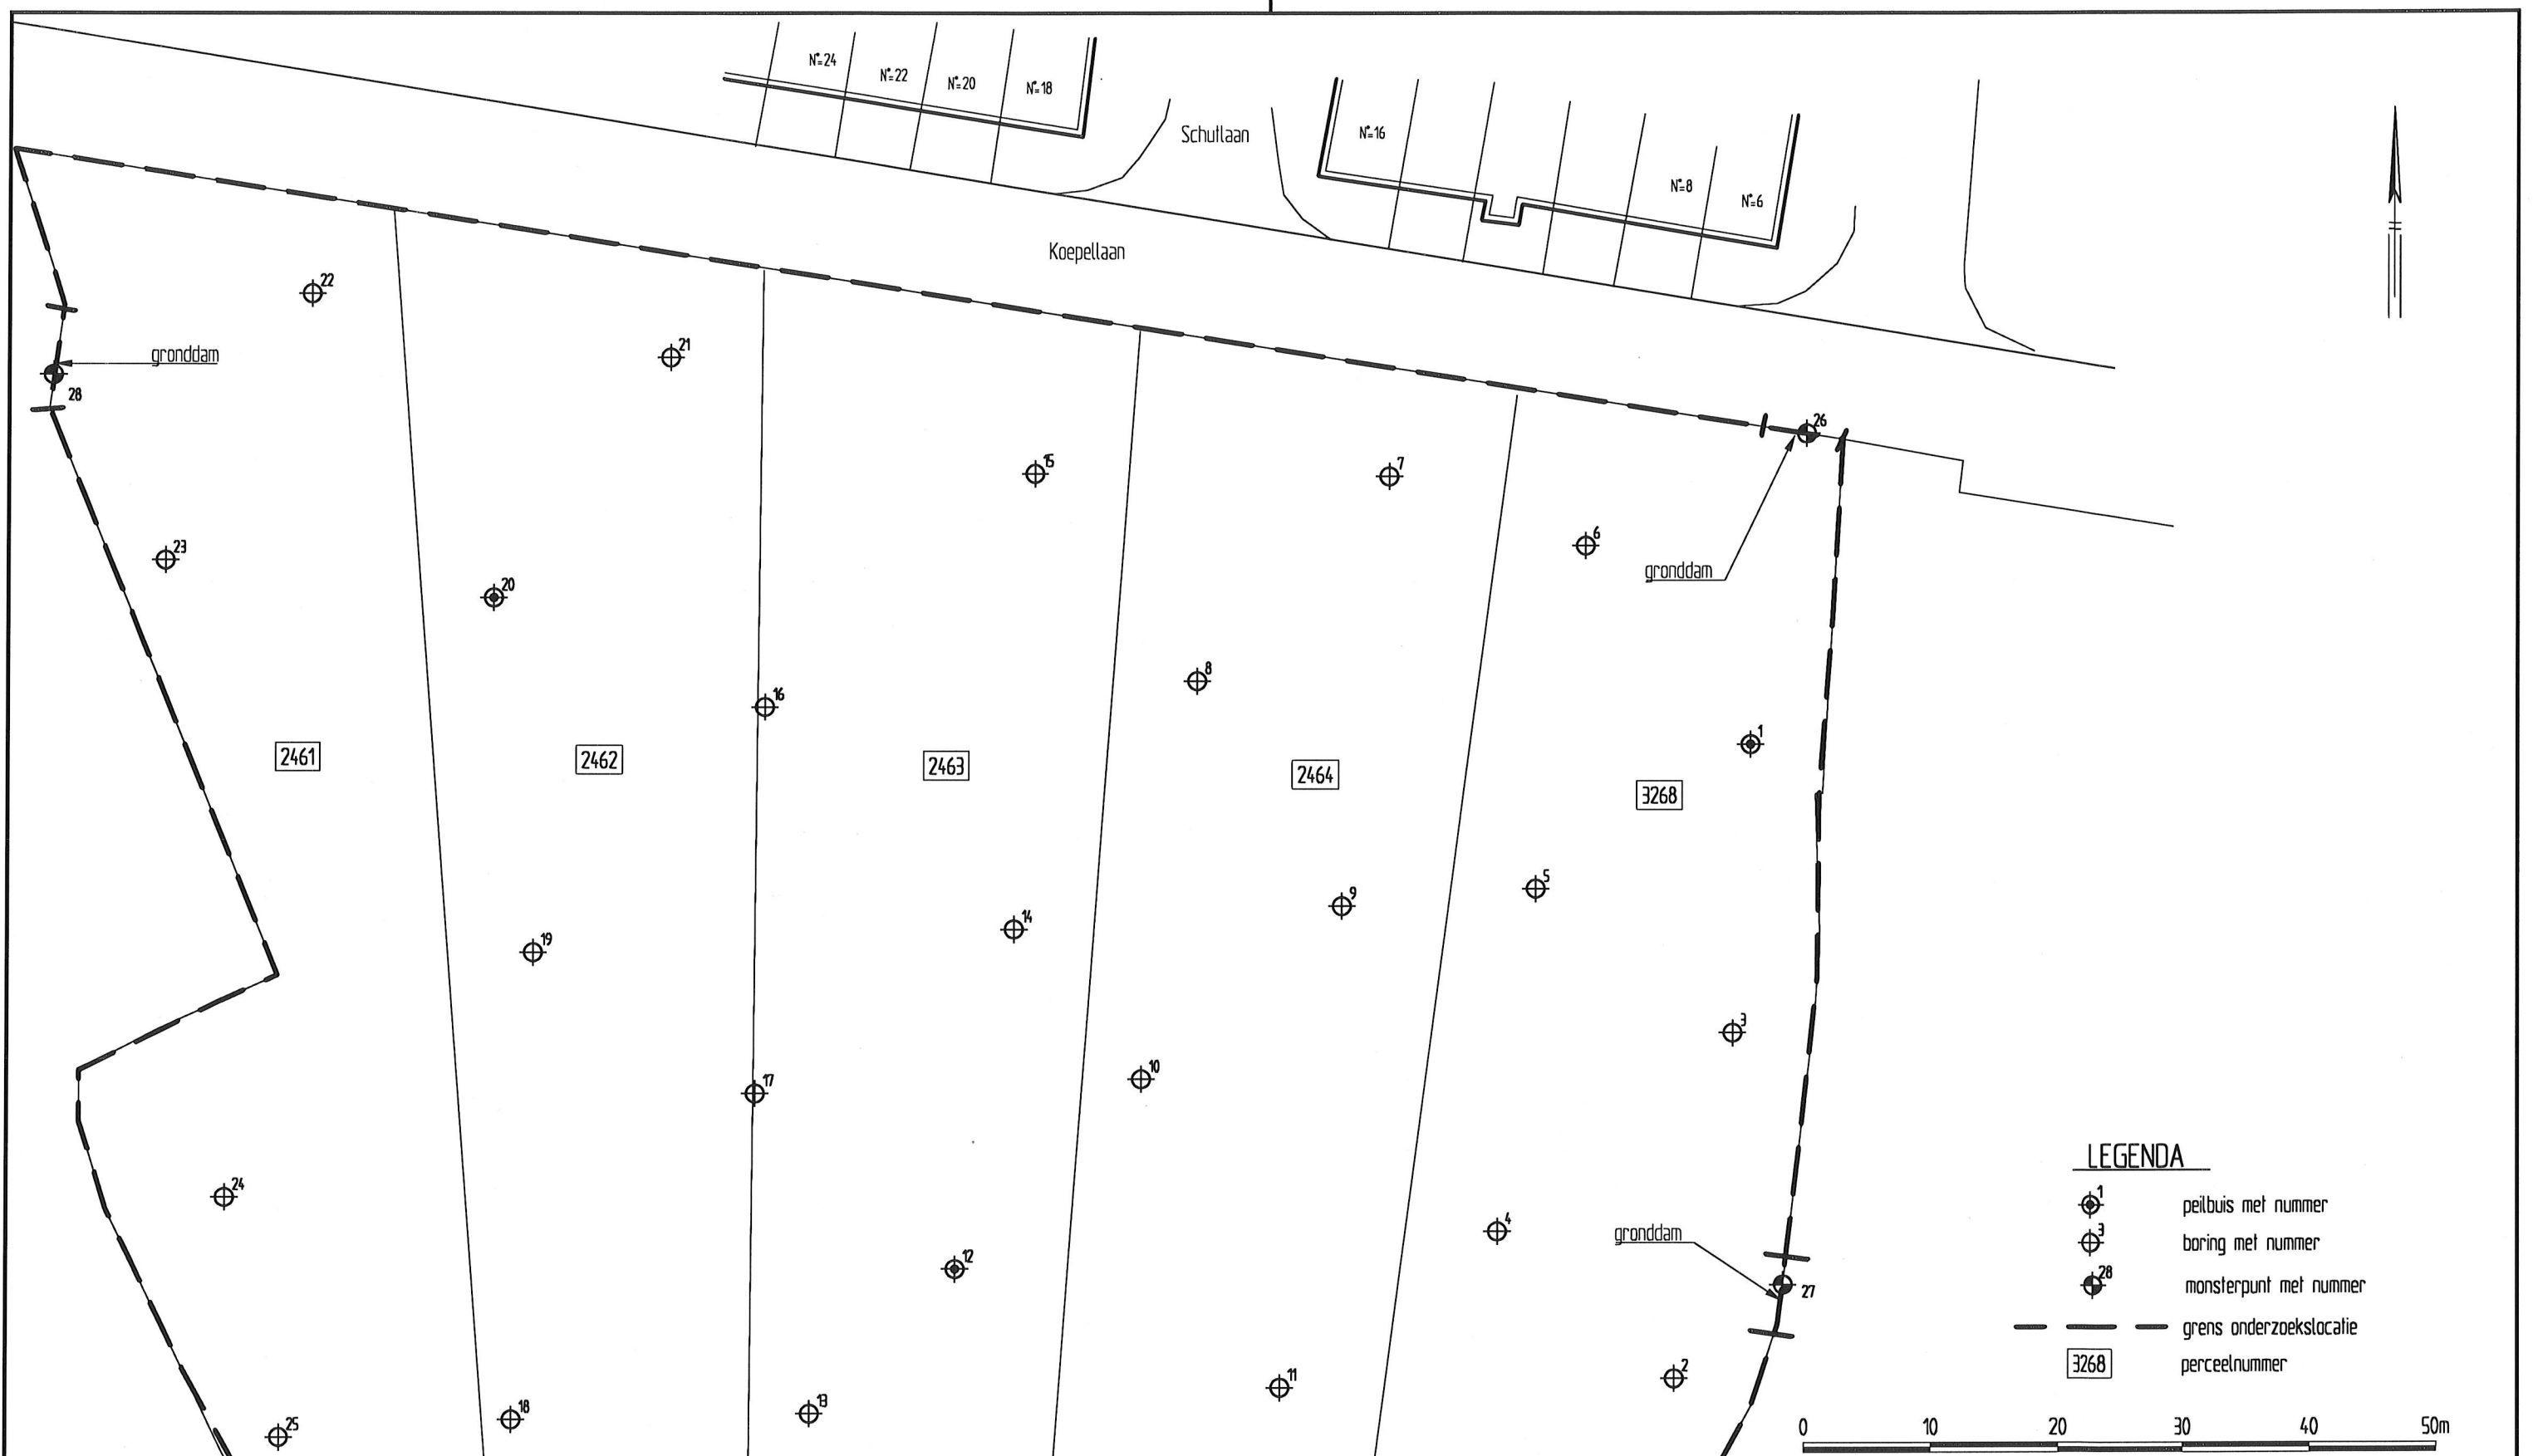 N°=24
N°=22
N°=20
N°=18
Schutlaan
N°=16
N°=8
N°=6
Koepellaan
22
21
gronddam
28
26
15
7
6
23
gronddam
20
8
16
1
2461
2462
2463
2464
3268
5
9
14
19
3
10
17
LEGENDA
24
1 peilbuis met nummer
4
gronddam
3 boring met nummer
12
28 monsterpunt met nummer
27
grens onderzoekslocatie
3268 perceelnummer
2
11
13
18
25
0 10 20 30 40 50m